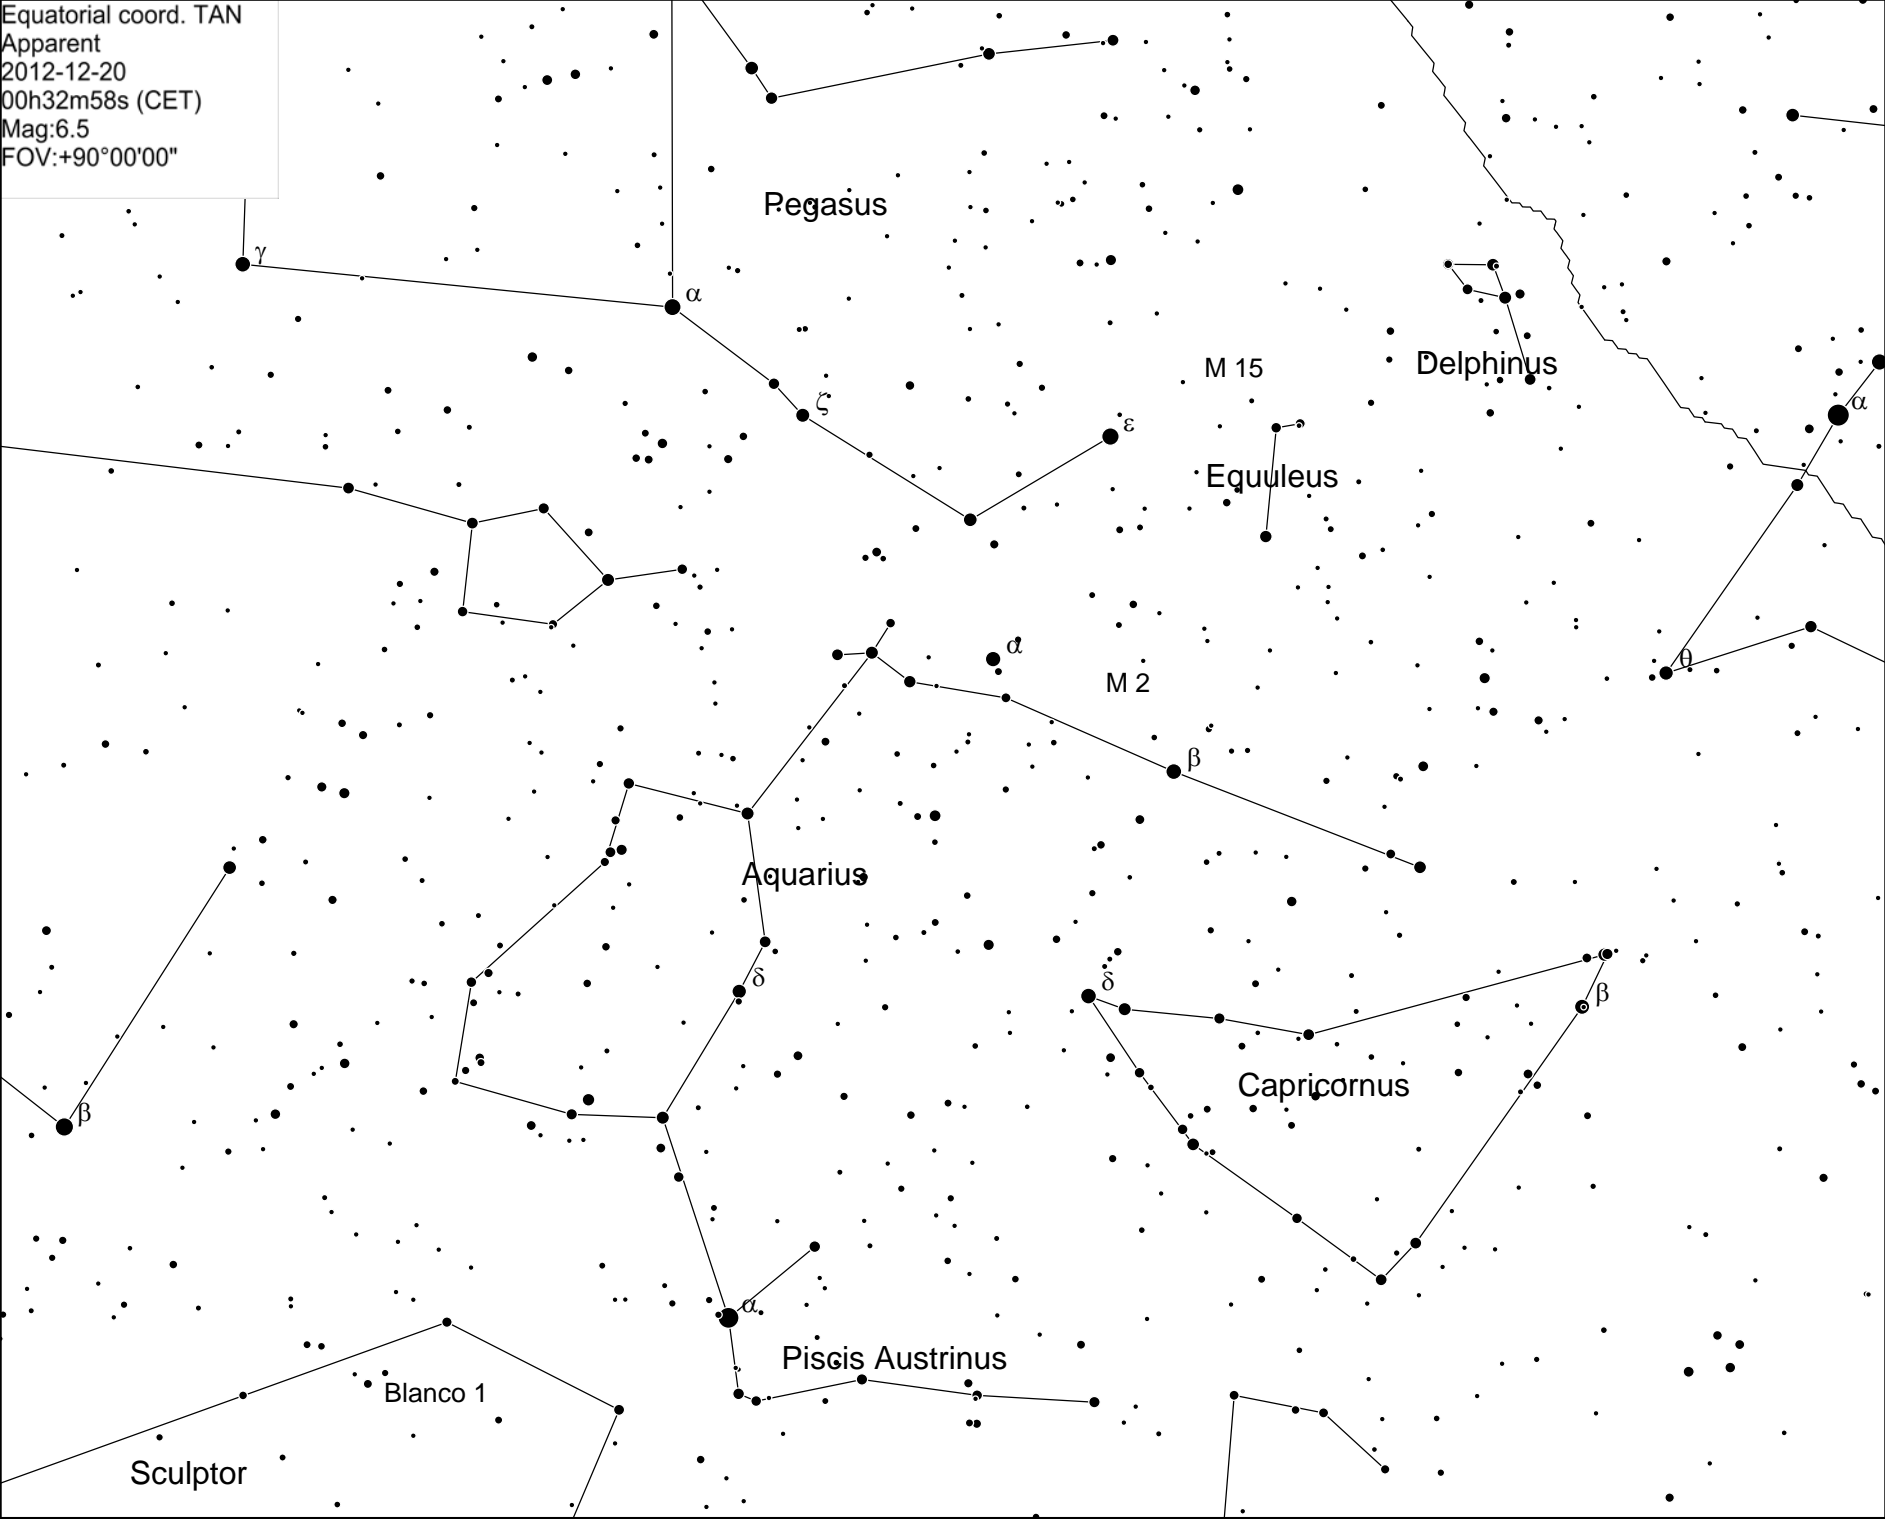 Equatorial coord. TAN
Apparent
2012-12-20
00h32m58s (CET)
Mag:6.5
FOV:+90°00'00"
Pegasus
γ
α
M 15
Delphinus
ζ
α
ε
Equuleus
α
θ
M 2
β
Aquarius
δ
δ
β
Capricornus
β
α
Piscis Austrinus
Blanco 1
Sculptor